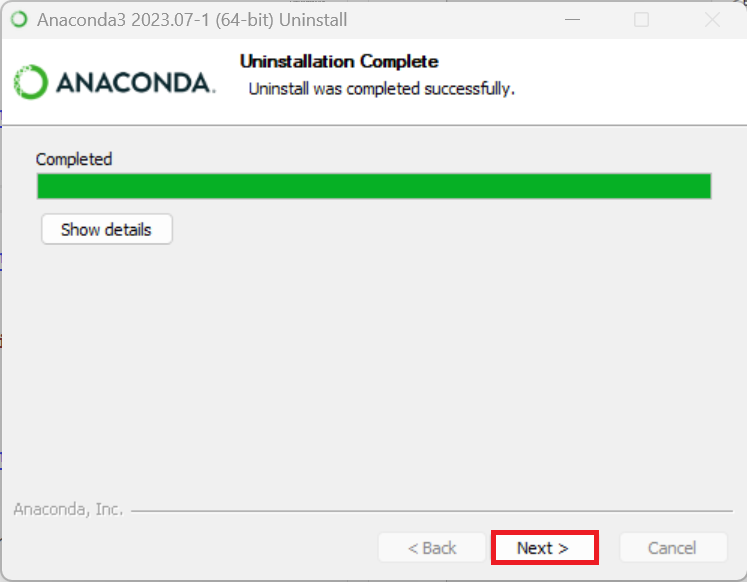 Anaconda3 2023.07-1 (64-bit) Uninstall
ANACONDA.
Uninstallation Complete
Uninstall was completed successfully.
Completed
Show details
Anaconda, Inc.
< Back
Next >
Cancel